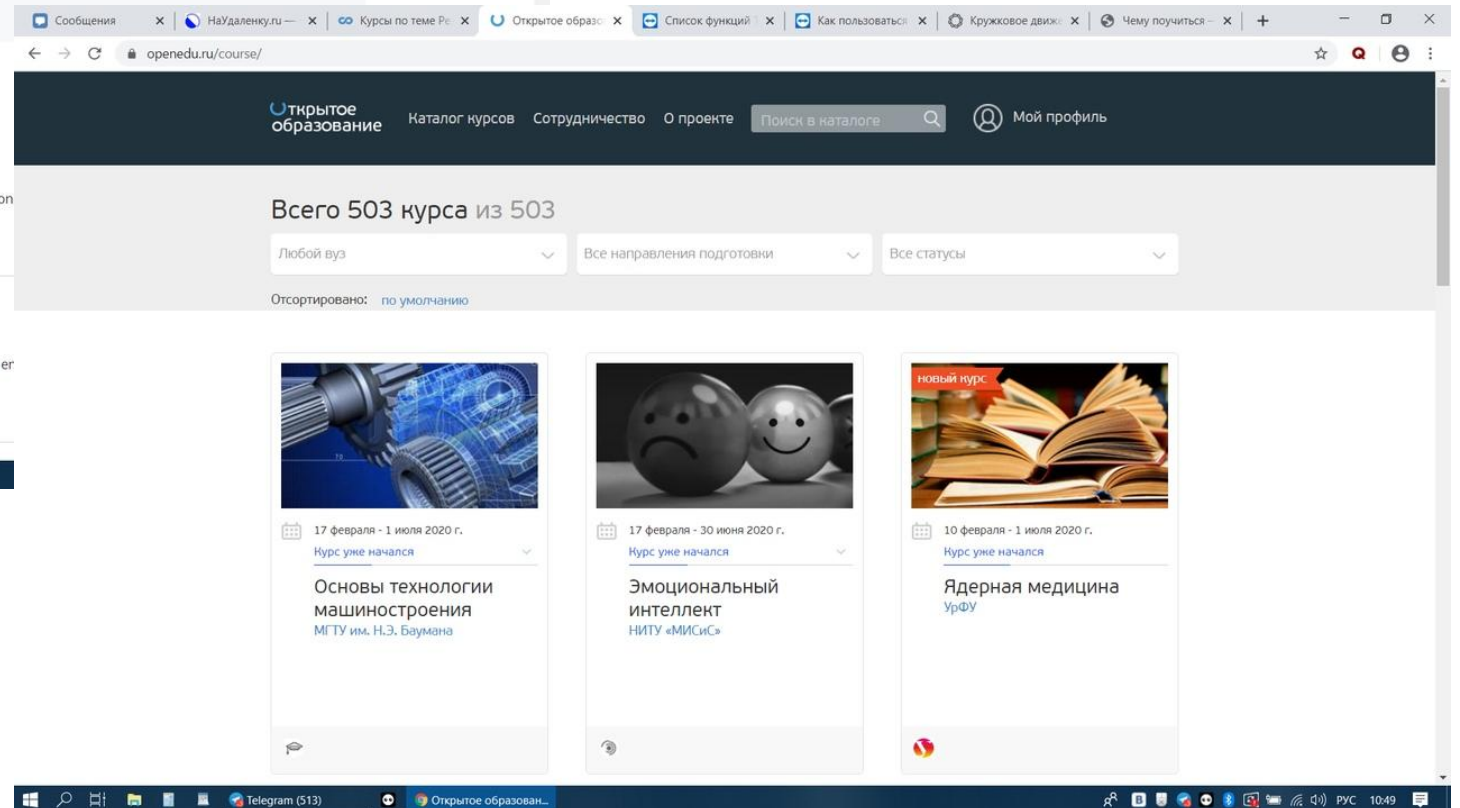 Сообщения
НаУдаленку.ru —
Курсы по теме Ре
Открытое образо
Список функций
Как пользоваться
Кружковое движе
Чему поучиться –
openedu.ru/course/
Открытое
образование
Каталог курсов
Сотрудничество
О проекте
Поиск в каталоге
Мой профиль
on
Всего 503 курса из 503
Любой вуз
Все направления подготовки
Все статусы
Отсортировано: по умолчанию
er
новый курс
17 февраля - 1 июля 2020 г.
Курс уже начался
Основы технологии
машиностроения
МГТУ им. Н.Э. Баумана
17 февраля - 30 июня 2020 г.
Курс уже начался
Эмоциональный
интеллект
НИТУ «МИСиС»
10 февраля - 1 июля 2020 г.
Курс уже начался
Ядерная медицина
УрФУ
Telegram (513)
Открытое образован...
РУС
10:49